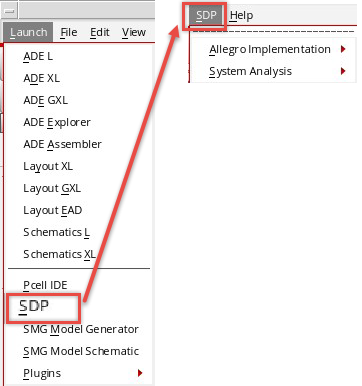 Launch File Edit View
ADE L
ADE XL
ADE GXL
ADE Explorer
ADE Assembler
Layout XL
Layout GXL
Layout EAD
Schematics L
Schematics XL
Pcell IDE
SDP
SMG Model Generator
SMG Model Schematic
Plugins
SDP Help
Allegro Implementation
System Analysis